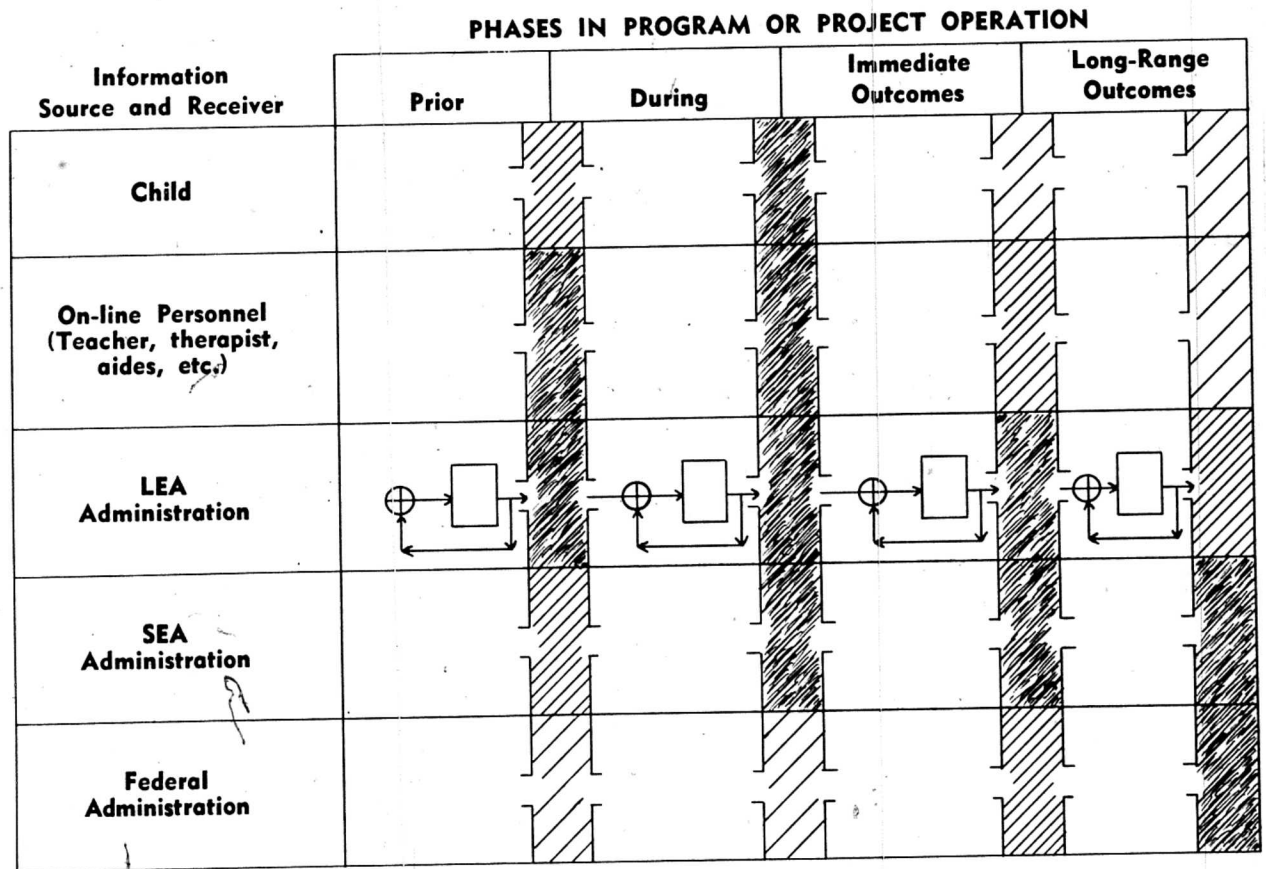 PHASES IN PROGRAM OR PROJECT OPERATION
Information
Source and Receiver
Prior
During
Immediate
Outcomes
Long-Range
Outcomes
Child
On-line Personnel
(Teacher, therapist,
aides, etc.)
LEA
Administration
SEA
Administration
Federal
Administration